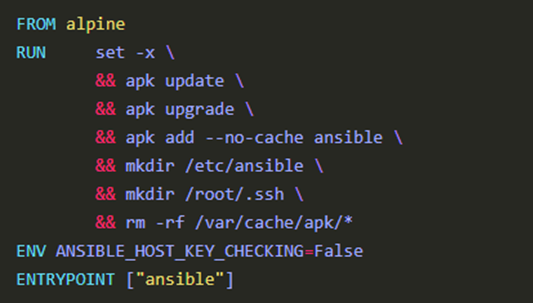 FROM alpine
RUN     set -x \
        && apk update \
        && apk upgrade \
        && apk add --no-cache ansible \
        && mkdir /etc/ansible \
        && mkdir /root/.ssh \
        && rm -rf /var/cache/apk/*
ENV ANSIBLE_HOST_KEY_CHECKING=False
ENTRYPOINT ["ansible"]